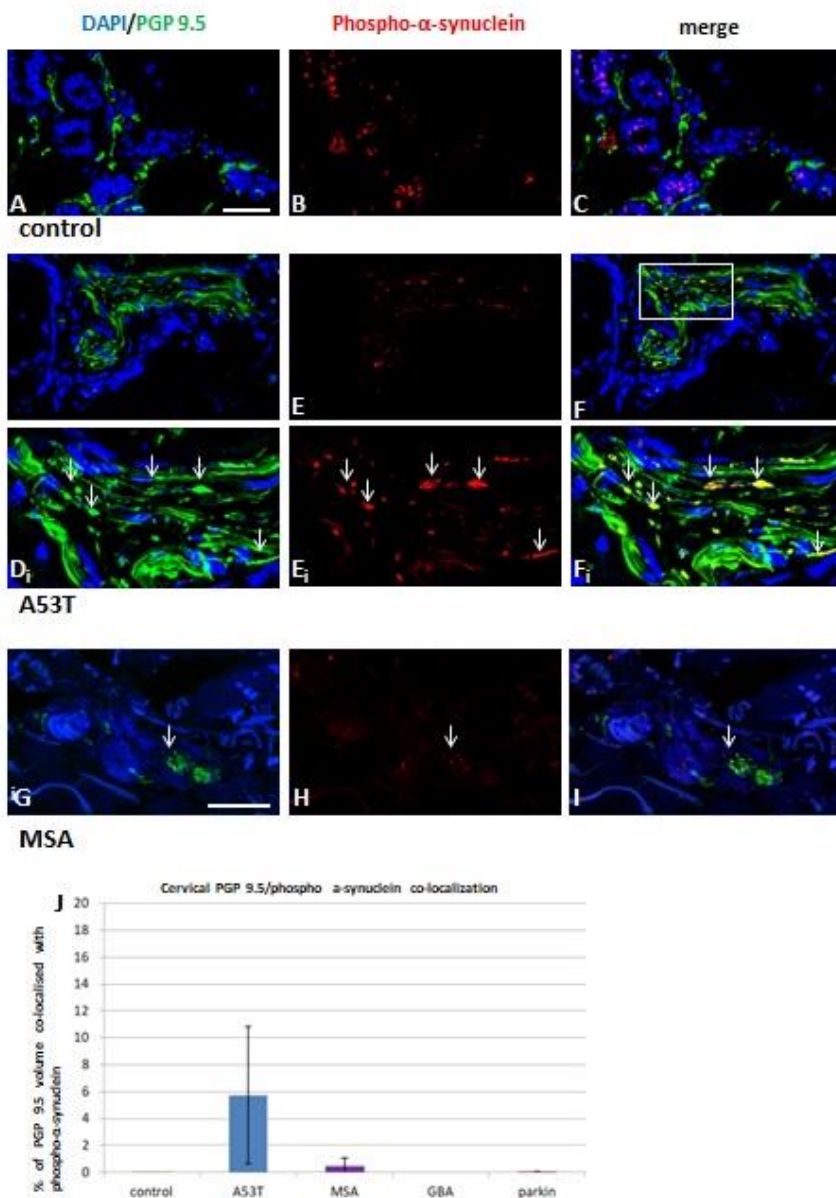 DAPI/PGP 9.5 Phospho-α-synuclein merge
A B C
control
E F
Di Ei Fi
A53T
G H I
MSA
J Cervical PGP 9.5/phospho a-synuclein co-localization
% of PGP 9.5 volume co-localised with
phospho-α-synuclein
20
18
16
14
12
10
8
6
4
2
0
control A53T MSA GBA parkin